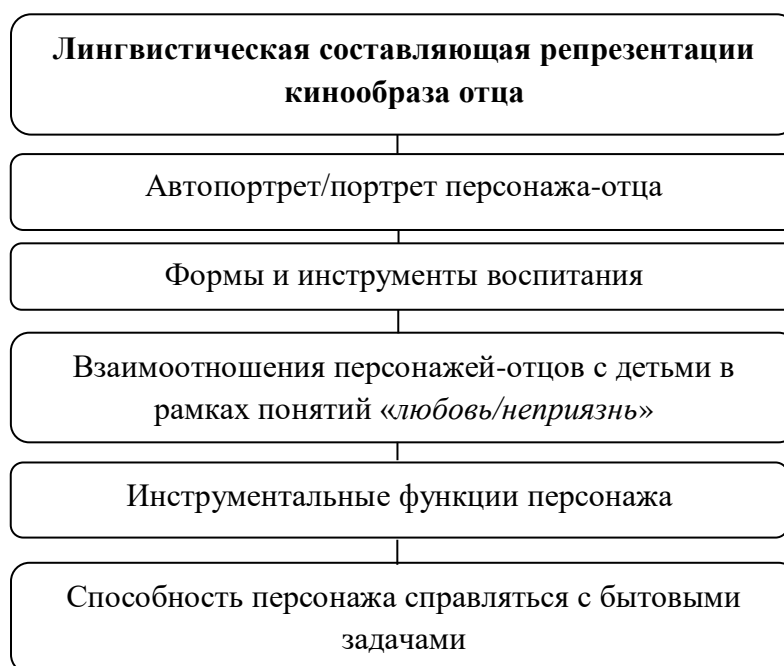 Лингвистическая составляющая репрезентации
кинообраза отца
Автопортрет/портрет персонажа-отца
Формы и инструменты воспитания
Взаимоотношения персонажей-отцов с детьми в
рамках понятий «любовь/неприязнь»
Инструментальные функции персонажа
Способность персонажа справляться с бытовыми
задачами